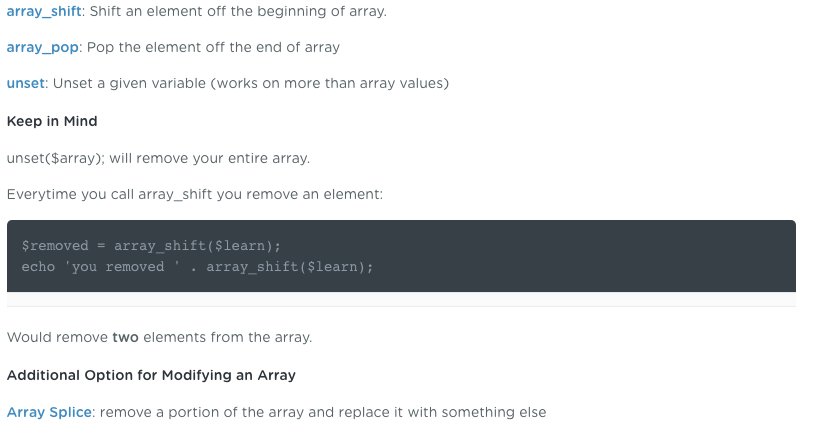 array_shift: Shift an element off the beginning of array.
array_pop: Pop the element off the end of array
unset: Unset a given variable (works on more than array values)
Keep in Mind
unset($array); will remove your entire array.
Everytime you call array_shift you remove an element:
$removed = array_shift($learn);
echo 'you removed ' . array_shift($learn);
Would remove two elements from the array.
Additional Option for Modifying an Array
Array Splice: remove a portion of the array and replace it with something else